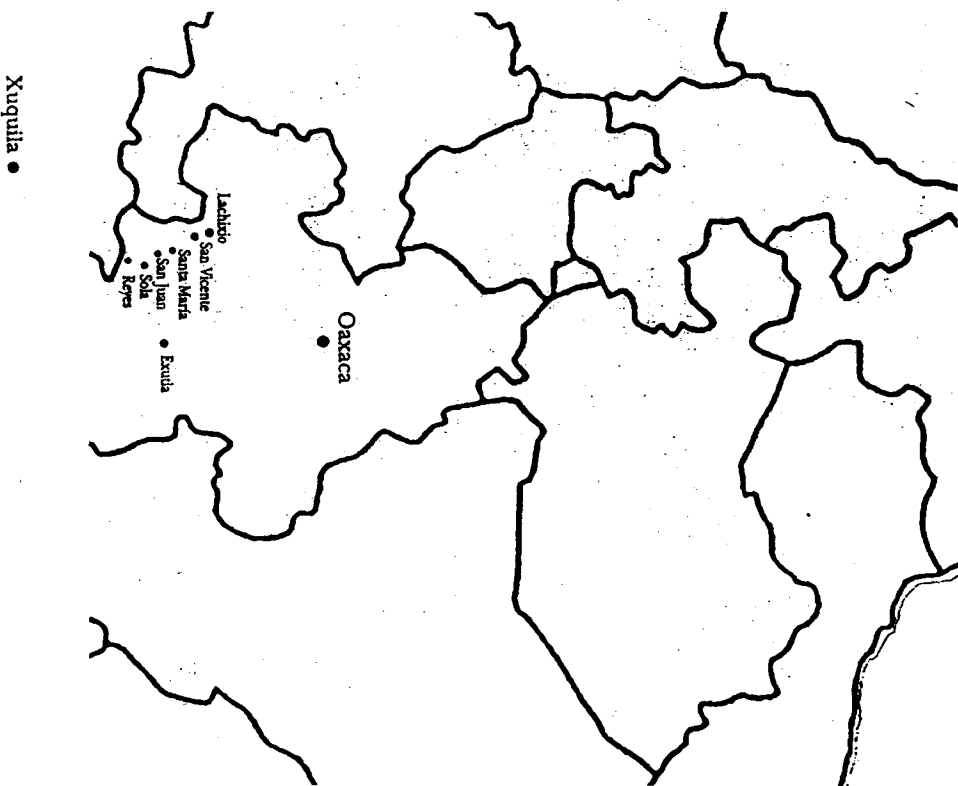 Oaxaca
Lachixio
San Vicente
Santa María
San Juan
Sola
Reyes
Exutla
Xuquila